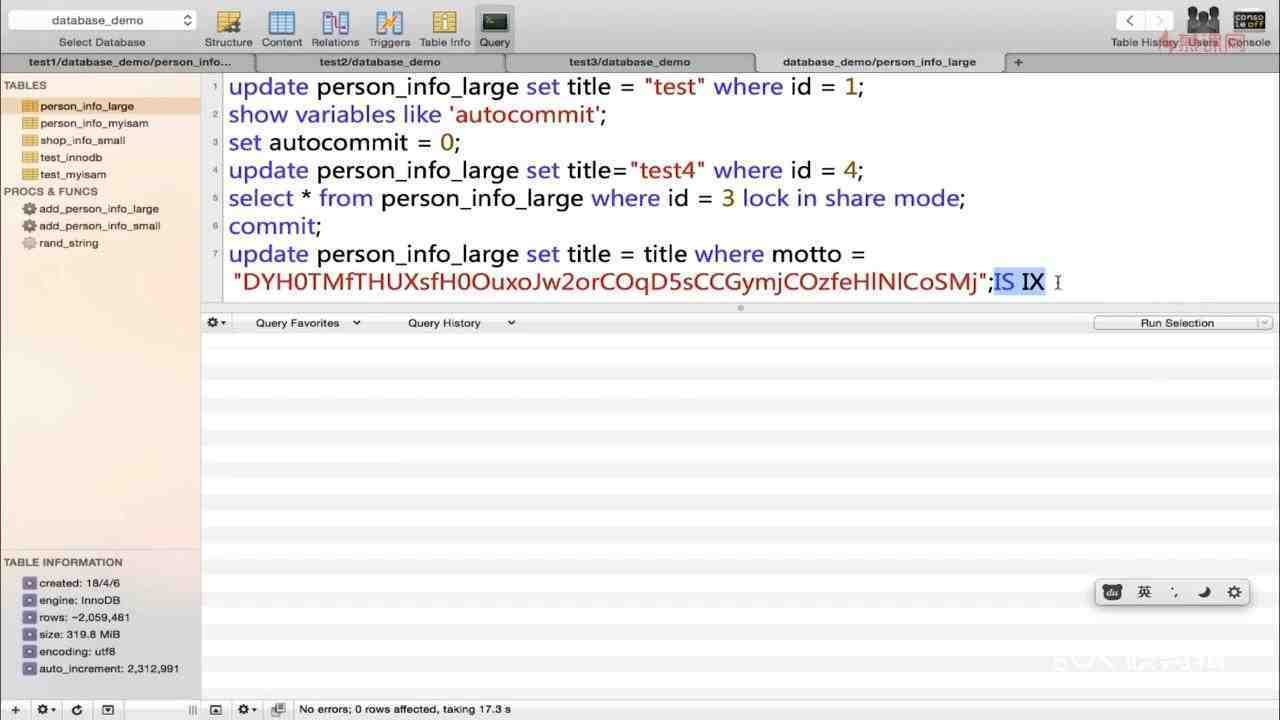 database_demo
Select Database
Structure
Content
Relations
Triggers
Table Info
Query
Table History
Users
Console
conso
le off
test1/database_demo/person_info...
test2/database_demo
test3/database_demo
database_demo/person_info_large
+
TABLES
person_info_large
person_info_myisam
shop_info_small
test_innodb
test_myisam
PROCS & FUNCS
add_person_info_large
add_person_info_small
rand_string
1 update person_info_large set title = "test" where id = 1;
2 show variables like 'autocommit';
3 set autocommit = 0;
4 update person_info_large set title="test4" where id = 4;
5 select * from person_info_large where id = 3 lock in share mode;
6 commit;
7 update person_info_large set title = title where motto =
"DYH0TMfTHUXsfH0OuxoJw2orCOqD5sCCGymjCOzfeHlNlCoSMj";IS IX
Query Favorites
Query History
Run Selection
TABLE INFORMATION
created: 18/4/6
engine: InnoDB
rows: ~2,059,461
size: 319.8 MiB
encoding: utf8
auto_increment: 2,312,991
du 英
No errors; 0 rows affected, taking 17.3 s